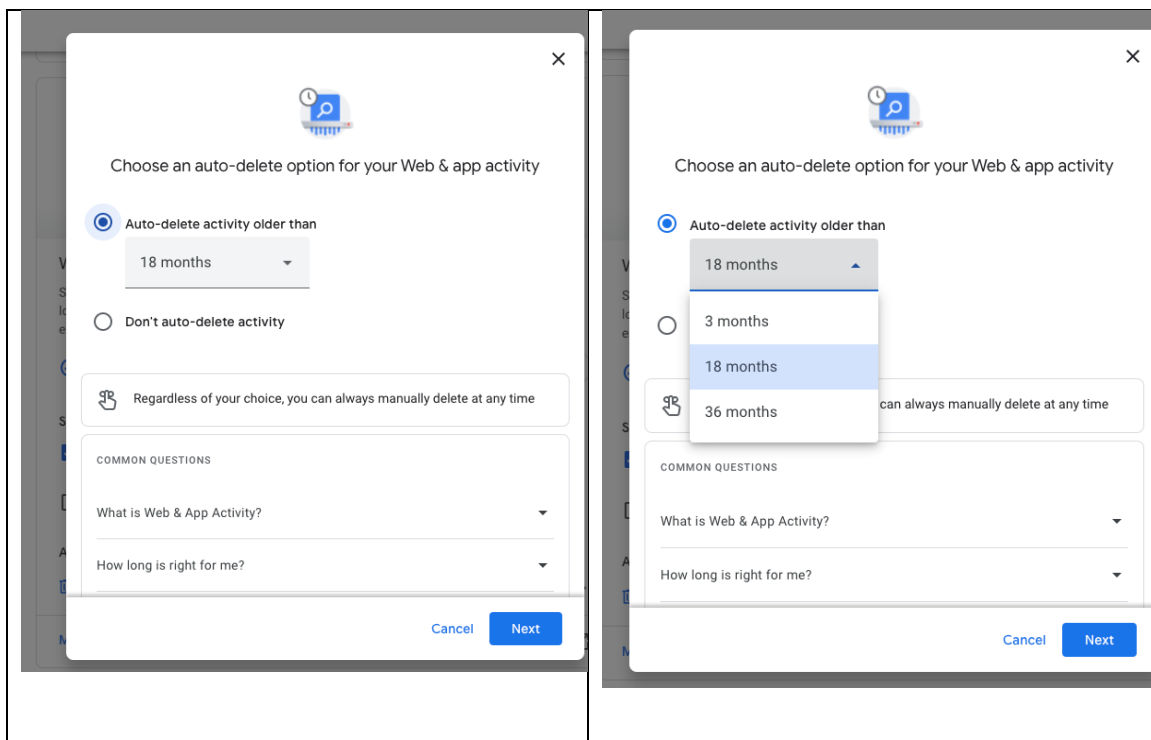 Choose an auto-delete option for your Web & app activity
Auto-delete activity older than
18 months
Don't auto-delete activity
Regardless of your choice, you can always manually delete at any time
COMMON QUESTIONS
What is Web & App Activity?
How long is right for me?
Cancel
Next
Choose an auto-delete option for your Web & app activity
Auto-delete activity older than
18 months
3 months
18 months
36 months
can always manually delete at any time
COMMON QUESTIONS
What is Web & App Activity?
How long is right for me?
Cancel
Next